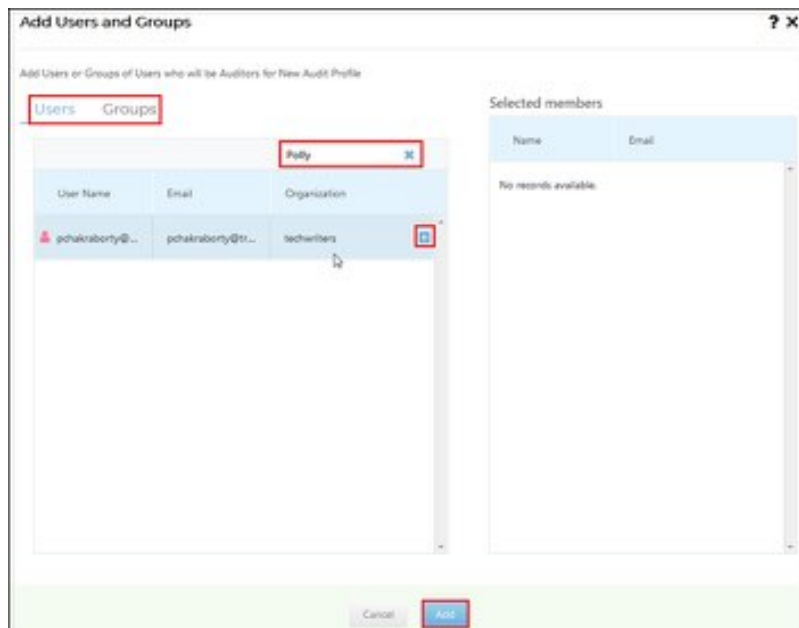 Add Users and Groups
? ×
Add Users or Groups of Users who will be Auditors for New Audit Profile
Users Groups
Selected members
Polly
Name Email
User Name Email Organization
No records available.
pchakraborty@... pchakraborty@tr... techwriters
Cancel Add